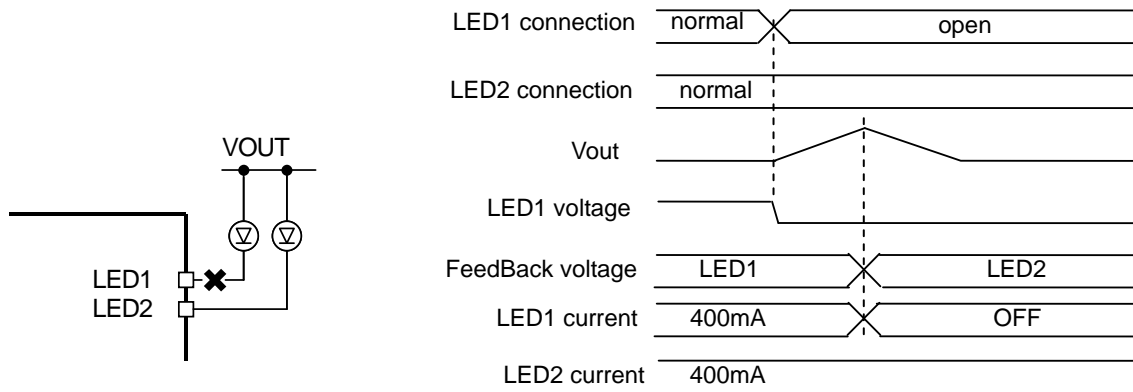 VOUT
LED1
LED2
LED1 connection normal open
LED2 connection normal
Vout
LED1 voltage
FeedBack voltage LED1 LED2
LED1 current 400mA OFF
LED2 current 400mA